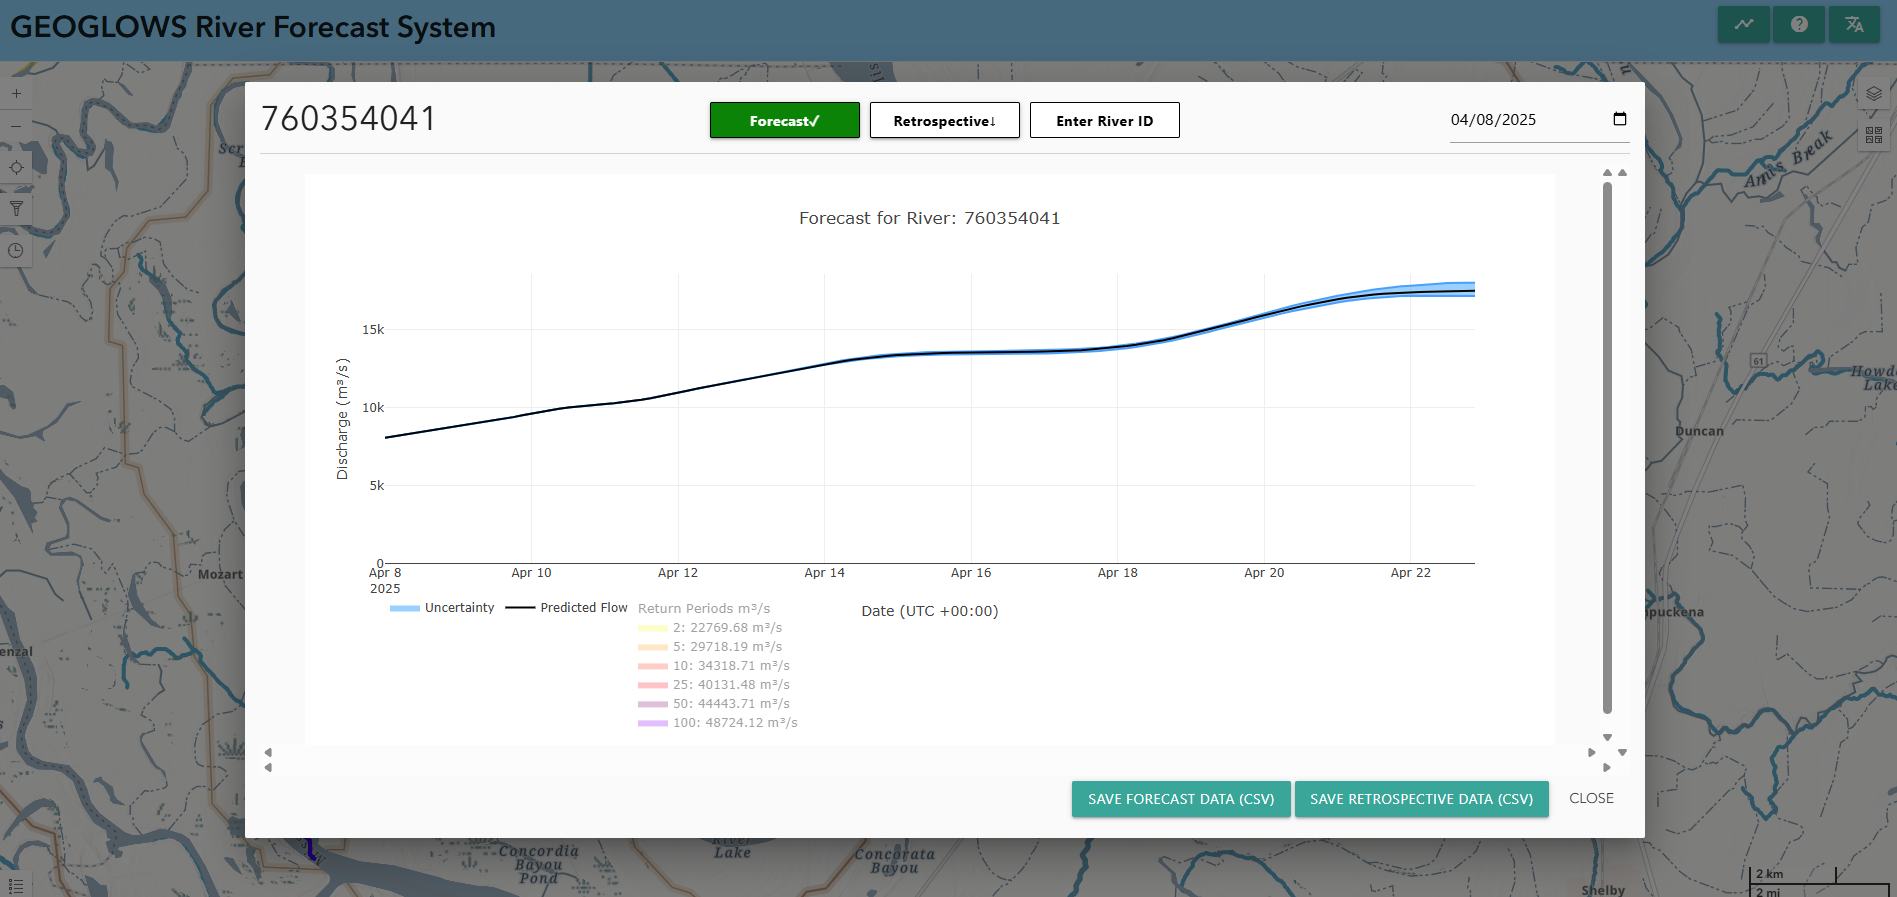 GEOGLOWS River Forecast System
760354041
Forecast✓
Retrospective↓
Enter River ID
04/08/2025
Forecast for River: 760354041
Discharge (m³/s)
15k
10k
5k
0
Apr 8
2025
Apr 10
Apr 12
Apr 14
Apr 16
Apr 18
Apr 20
Apr 22
Date (UTC +00:00)
Uncertainty
Predicted Flow
Return Periods m³/s
2: 22769.68 m³/s
5: 29718.19 m³/s
10: 34318.71 m³/s
25: 40131.48 m³/s
50: 44443.71 m³/s
100: 48724.12 m³/s
SAVE FORECAST DATA (CSV)
SAVE RETROSPECTIVE DATA (CSV)
CLOSE
Mozart
enzal
Amis Break
61
Duncan
Concordia
Bayou
Pond
River
Lake
Concorata
Bayou
Shelby
2 km
2 mi